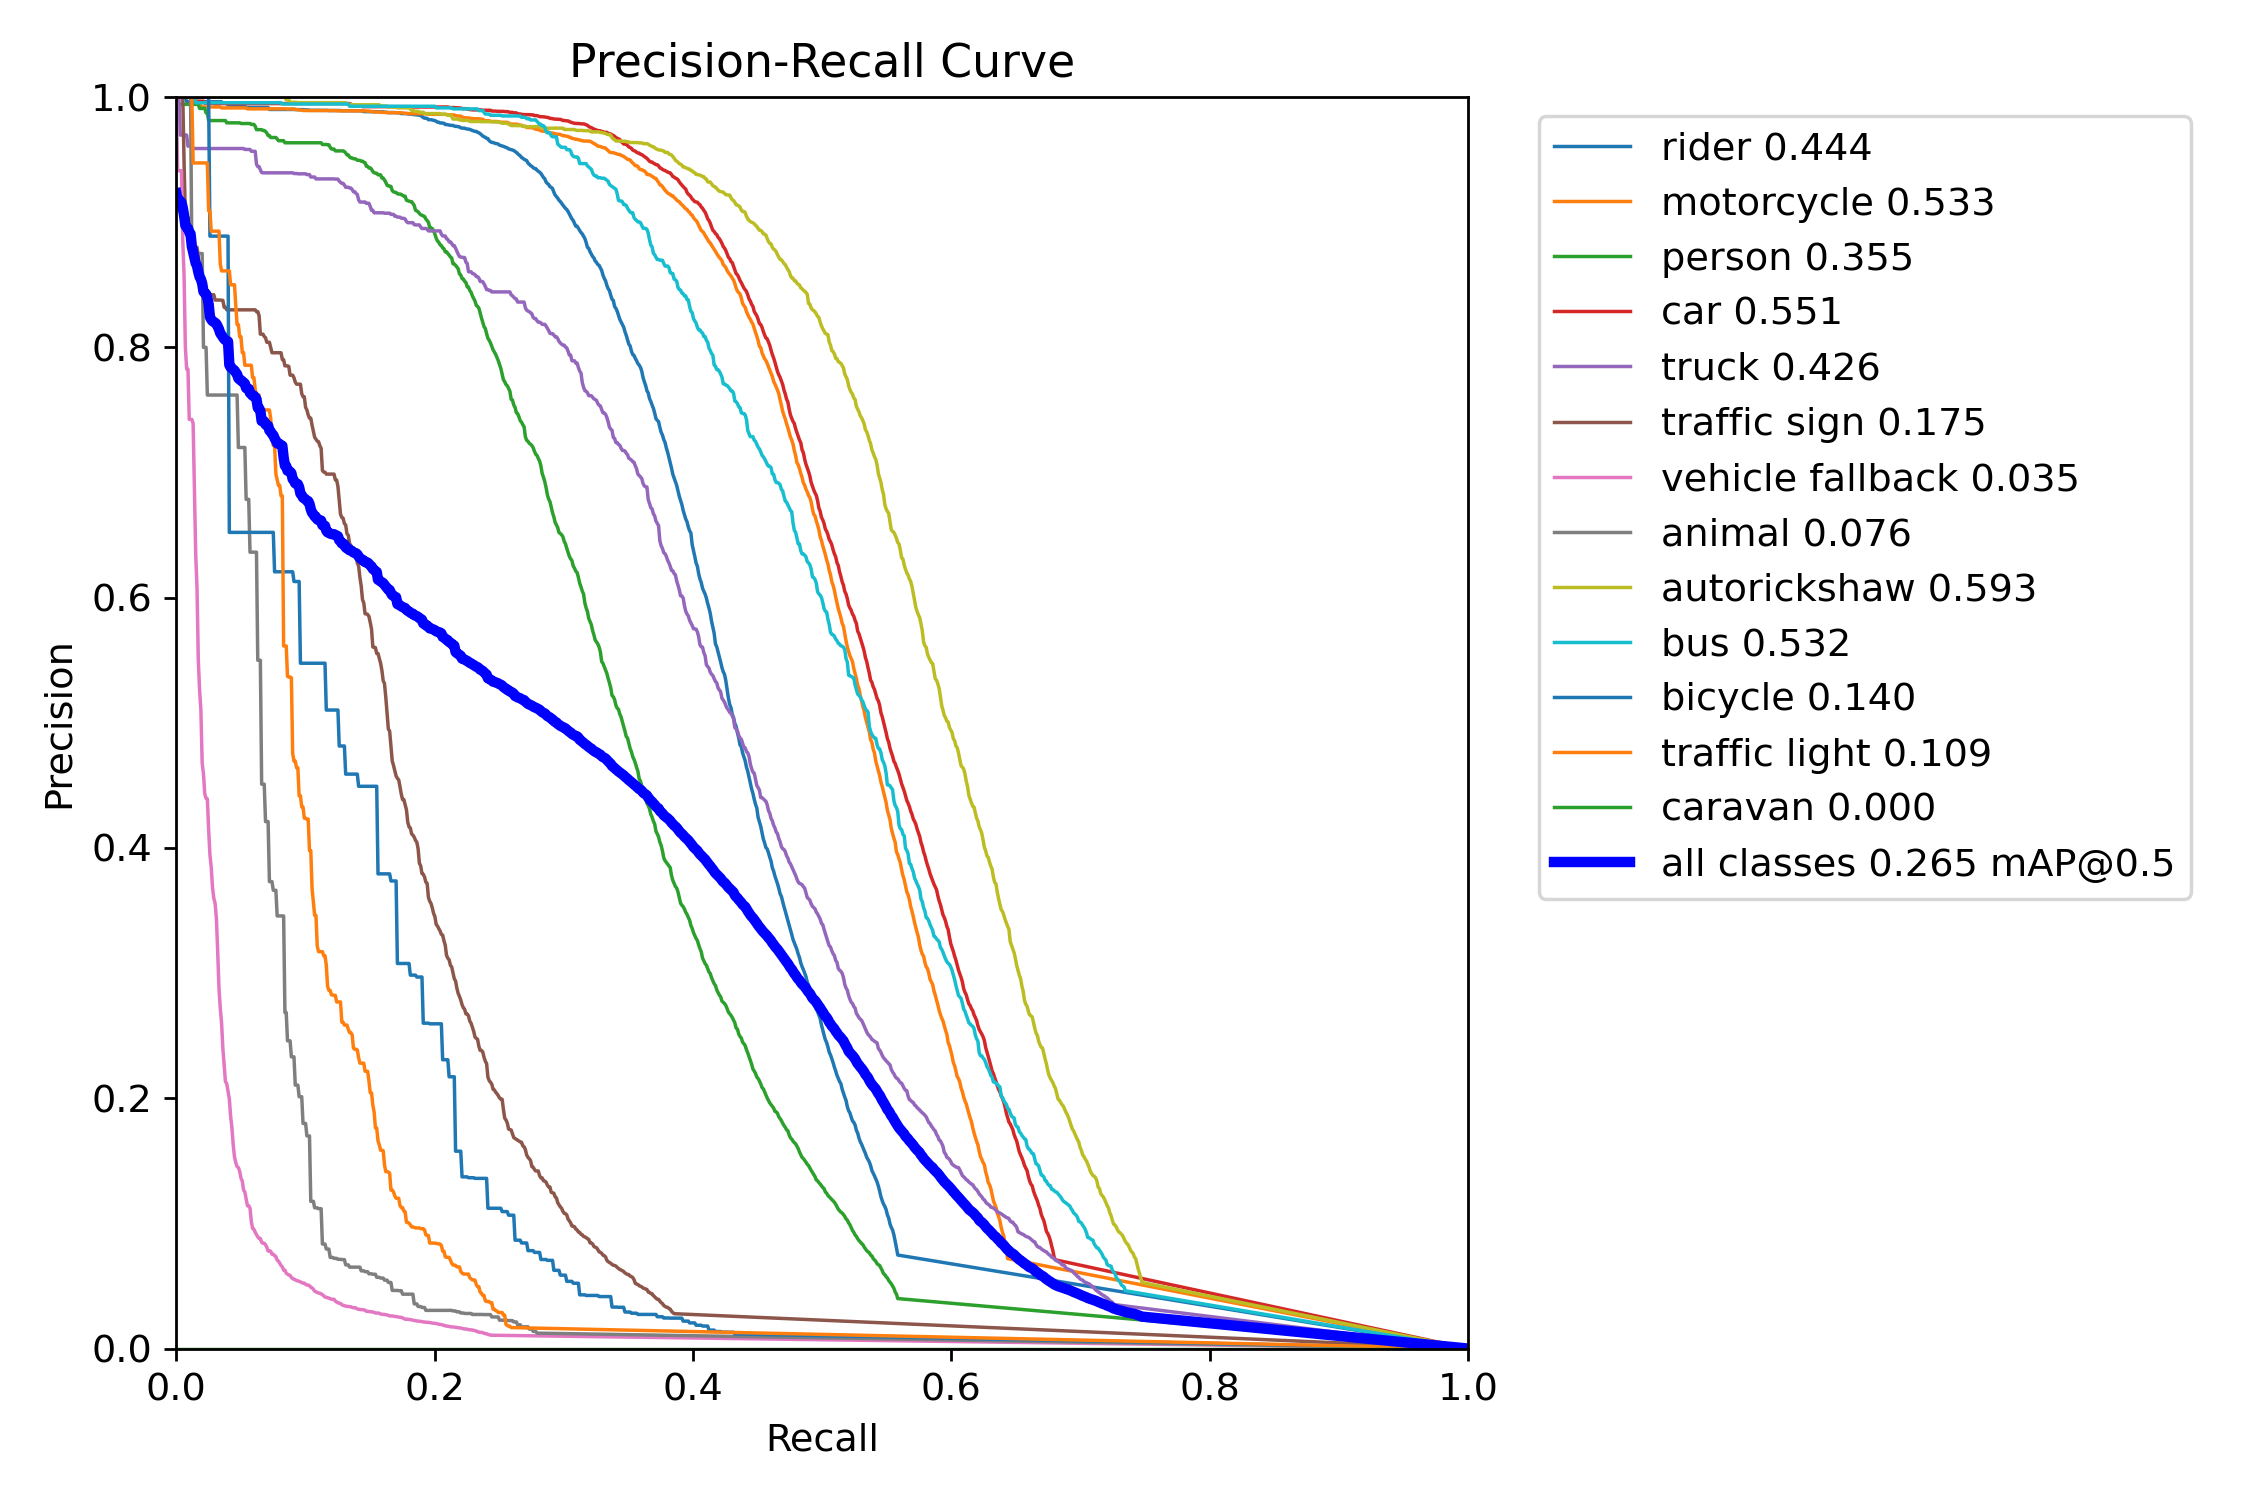 Precision-Recall Curve
1.0
0.8
0.6
0.4
0.2
0.0
Precision
0.0 0.2 0.4 0.6 0.8 1.0
Recall
rider 0.444
motorcycle 0.533
person 0.355
car 0.551
truck 0.426
traffic sign 0.175
vehicle fallback 0.035
animal 0.076
autorickshaw 0.593
bus 0.532
bicycle 0.140
traffic light 0.109
caravan 0.000
all classes 0.265 mAP@0.5